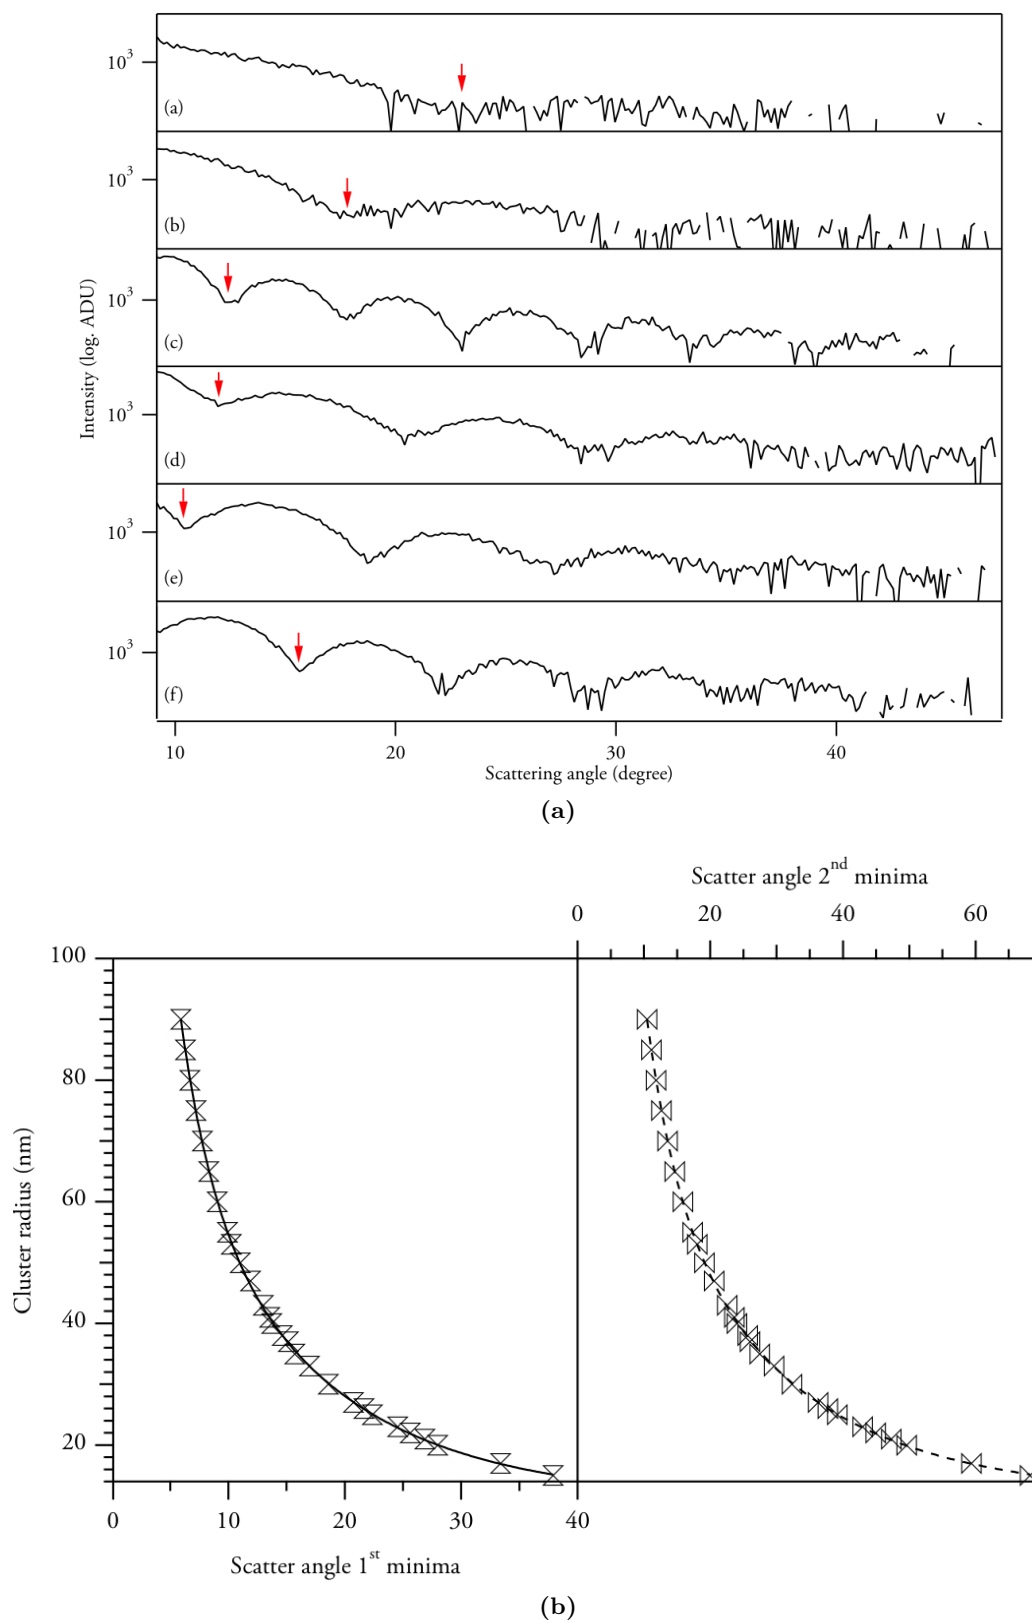 10³
(a)
10³
(b)
10³
(c)
10³
(d)
10³
(e)
10³
(f)
Intensity (log. ADU)
10 20 30 40
Scattering angle (degree)
(a)
Scatter angle 2nd minima
0 20 40 60
100
80
60
40
20
Cluster radius (nm)
0 10 20 30 40
Scatter angle 1st minima
(b)